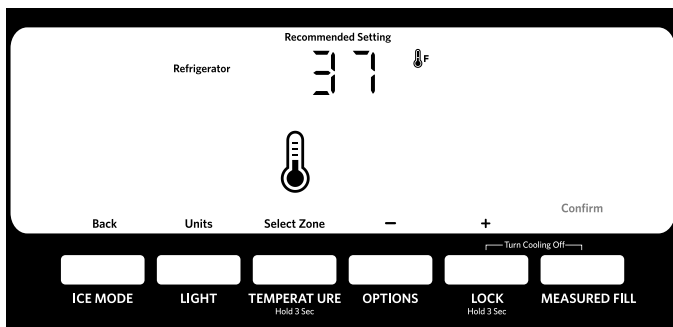 Recommended Setting
Refrigerator 37 F
Back Units Select Zone – + Confirm
Turn Cooling Off
ICE MODE LIGHT TEMPERAT URE OPTIONS LOCK MEASURED FILL
Hold 3 Sec Hold 3 Sec